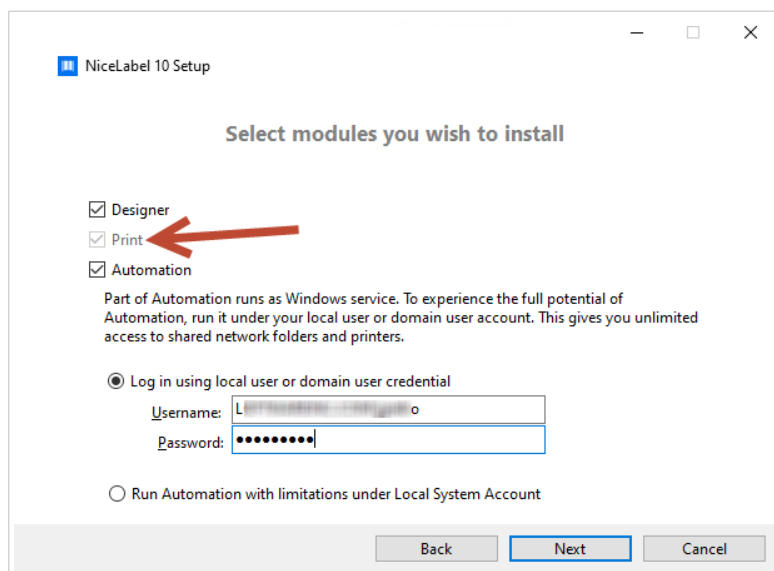 NiceLabel 10 Setup
Select modules you wish to install
Designer
Print
Automation
Part of Automation runs as Windows service. To experience the full potential of
Automation, run it under your local user or domain user account. This gives you unlimited
access to shared network folders and printers.
Log in using local user or domain user credential
Username:
Password: •••••••••
Run Automation with limitations under Local System Account
Back Next Cancel